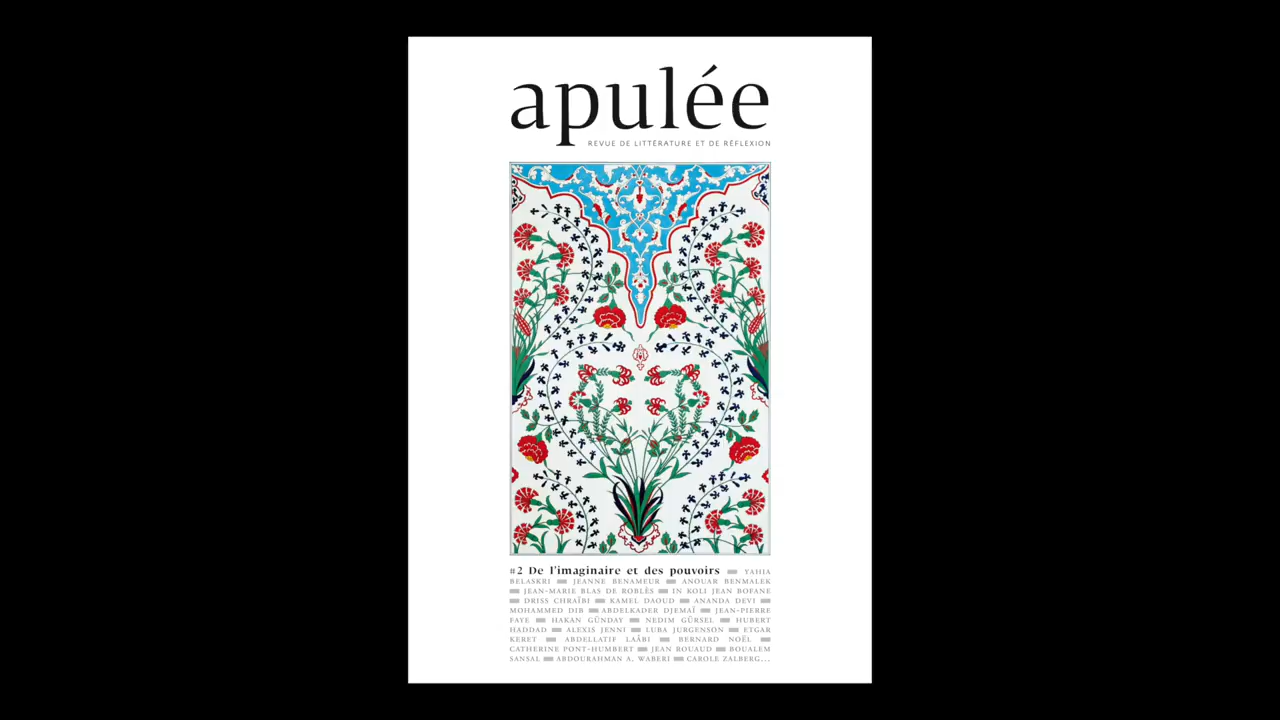 apulée
REVUE DE LITTÉRATURE ET DE RÉFLEXION
#2 De l'imaginaire et des pouvoirs YAHIA
BELASKRI JEANNE BENAMEUR ANOUAR BENMALEK
JEAN-MARIE BLAS DE ROBLÈS IN KOLI JEAN BOFANE
DRISS CHRAÏBI KAMEL DAOUD ANANDA DEVI
MOHAMMED DIB ABDELKADER DJEMAÏ JEAN-PIERRE
FAYE HAKAN GÜNDAY NEDIM GÜRSEL HUBERT
HADDAD ALEXIS JENNI LUBA JURGENSON ETGAR
KERET ABDELLATIF LAÂBI BERNARD NOËL
CATHERINE PONT-HUMBERT JEAN ROUAUD BOUALEM
SANSAL ABDOURAHMAN A. WABERI CAROLE ZALBERG...